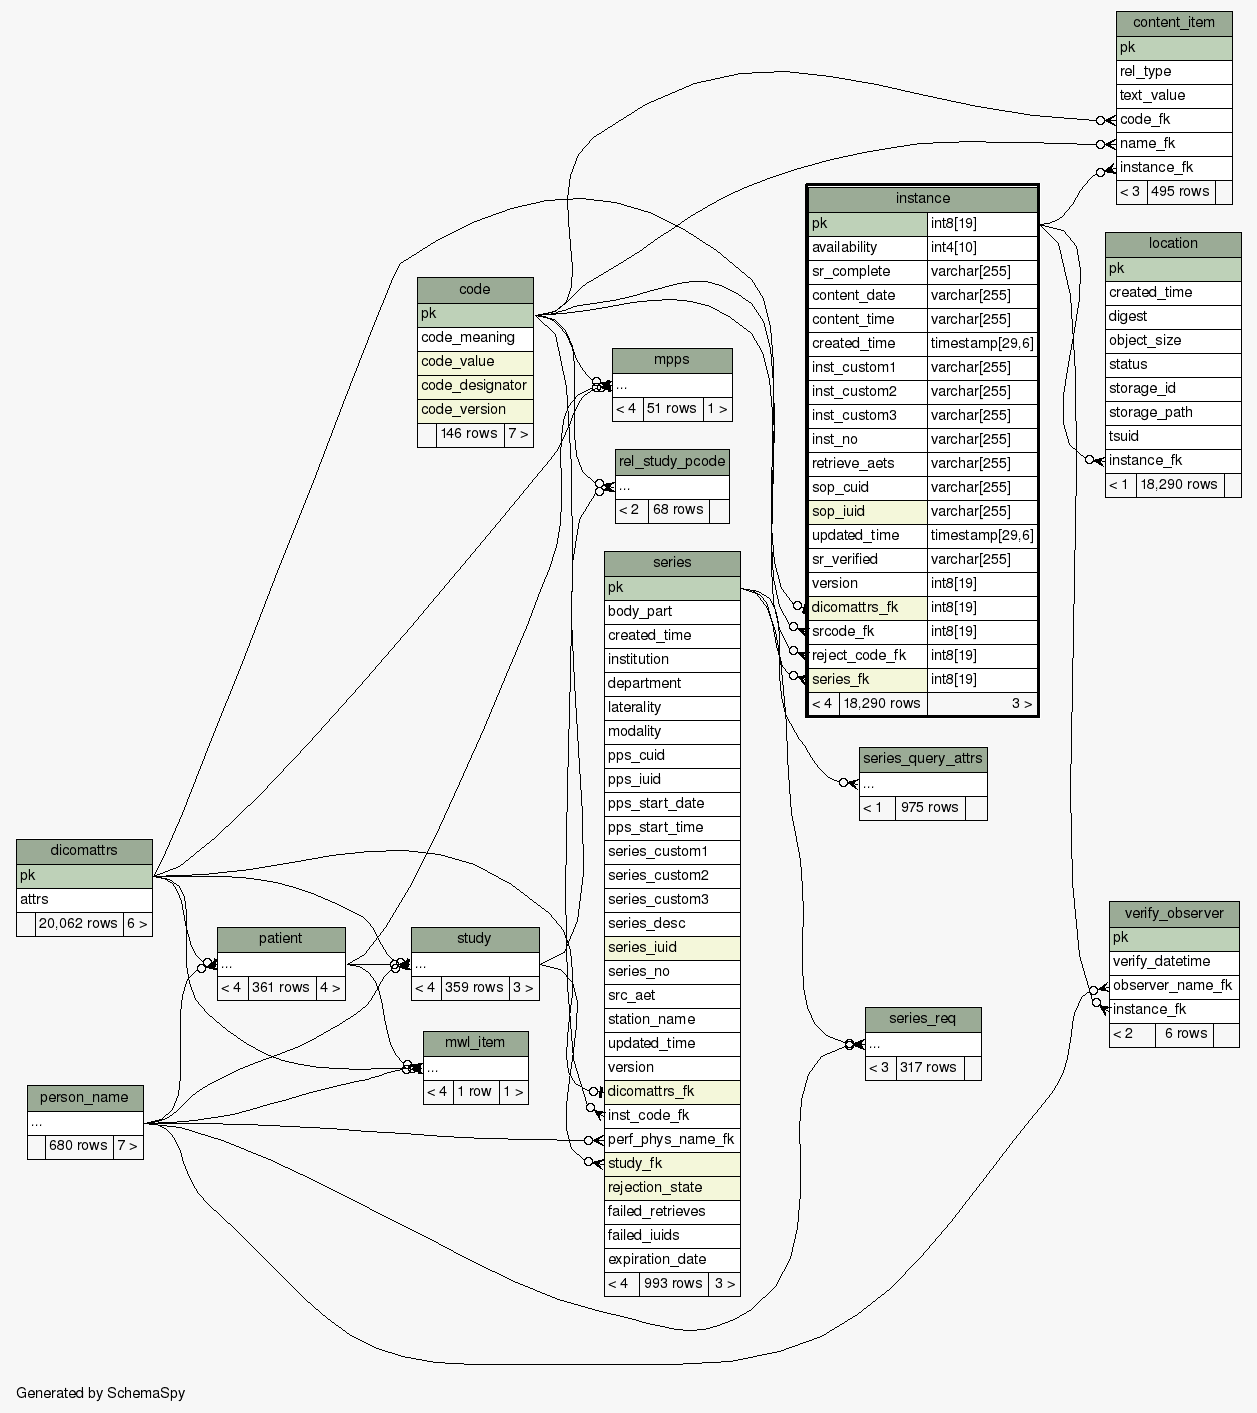 content_item
pk
rel_type
text_value
code_fk
name_fk
instance_fk
< 3 495 rows
instance
pk int8[19]
availability int4[10]
sr_complete varchar[255]
content_date varchar[255]
content_time varchar[255]
created_time timestamp[29,6]
inst_custom1 varchar[255]
inst_custom2 varchar[255]
inst_custom3 varchar[255]
inst_no varchar[255]
retrieve_aets varchar[255]
sop_cuid varchar[255]
sop_iuid varchar[255]
updated_time timestamp[29,6]
sr_verified varchar[255]
version int8[19]
dicomattrs_fk int8[19]
srcode_fk int8[19]
reject_code_fk int8[19]
series_fk int8[19]
< 4 18,290 rows 3 >
location
pk
created_time
digest
object_size
status
storage_id
storage_path
tsuid
instance_fk
< 1 18,290 rows
code
pk
code_meaning
code_value
code_designator
code_version
146 rows 7 >
mpps
...
< 4 51 rows 1 >
rel_study_pcode
...
< 2 68 rows
series
pk
body_part
created_time
institution
department
laterality
modality
pps_cuid
pps_iuid
pps_start_date
pps_start_time
series_custom1
series_custom2
series_custom3
series_desc
series_iuid
series_no
src_aet
station_name
updated_time
version
dicomattrs_fk
inst_code_fk
perf_phys_name_fk
study_fk
rejection_state
failed_retrieves
failed_iuids
expiration_date
< 4 993 rows 3 >
series_query_attrs
...
< 1 975 rows
dicomattrs
pk
attrs
20,062 rows 6 >
patient
...
< 4 361 rows 4 >
study
...
< 4 359 rows 3 >
verify_observer
pk
verify_datetime
observer_name_fk
instance_fk
< 2 6 rows
series_req
...
< 3 317 rows
mwl_item
...
< 4 1 row 1 >
person_name
...
680 rows 7 >
Generated by SchemaSpy